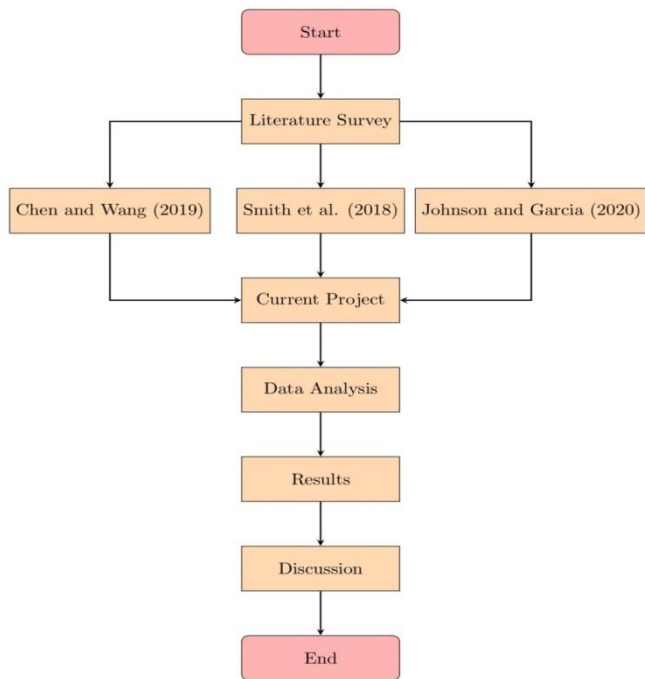 Start
Literature Survey
Chen and Wang (2019)
Smith et al. (2018)
Johnson and Garcia (2020)
Current Project
Data Analysis
Results
Discussion
End